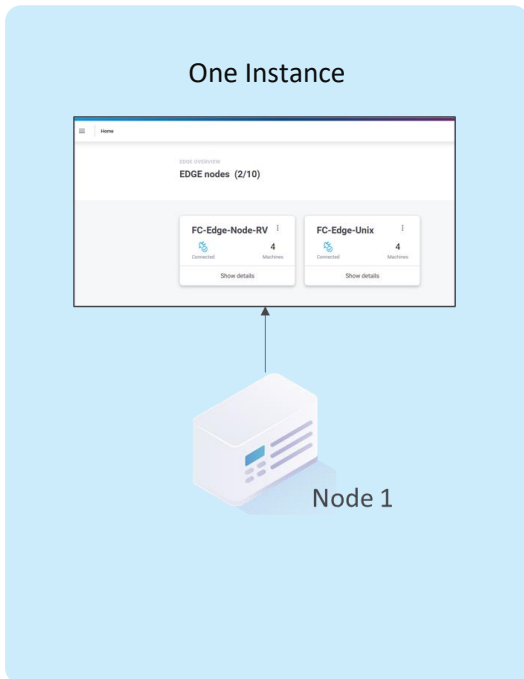 One Instance
Home
EDGE OVERVIEW
EDGE nodes (2/10)
FC-Edge-Node-RV
4
Connected
Machines
Show details
FC-Edge-Unix
4
Connected
Machines
Show details
Node 1